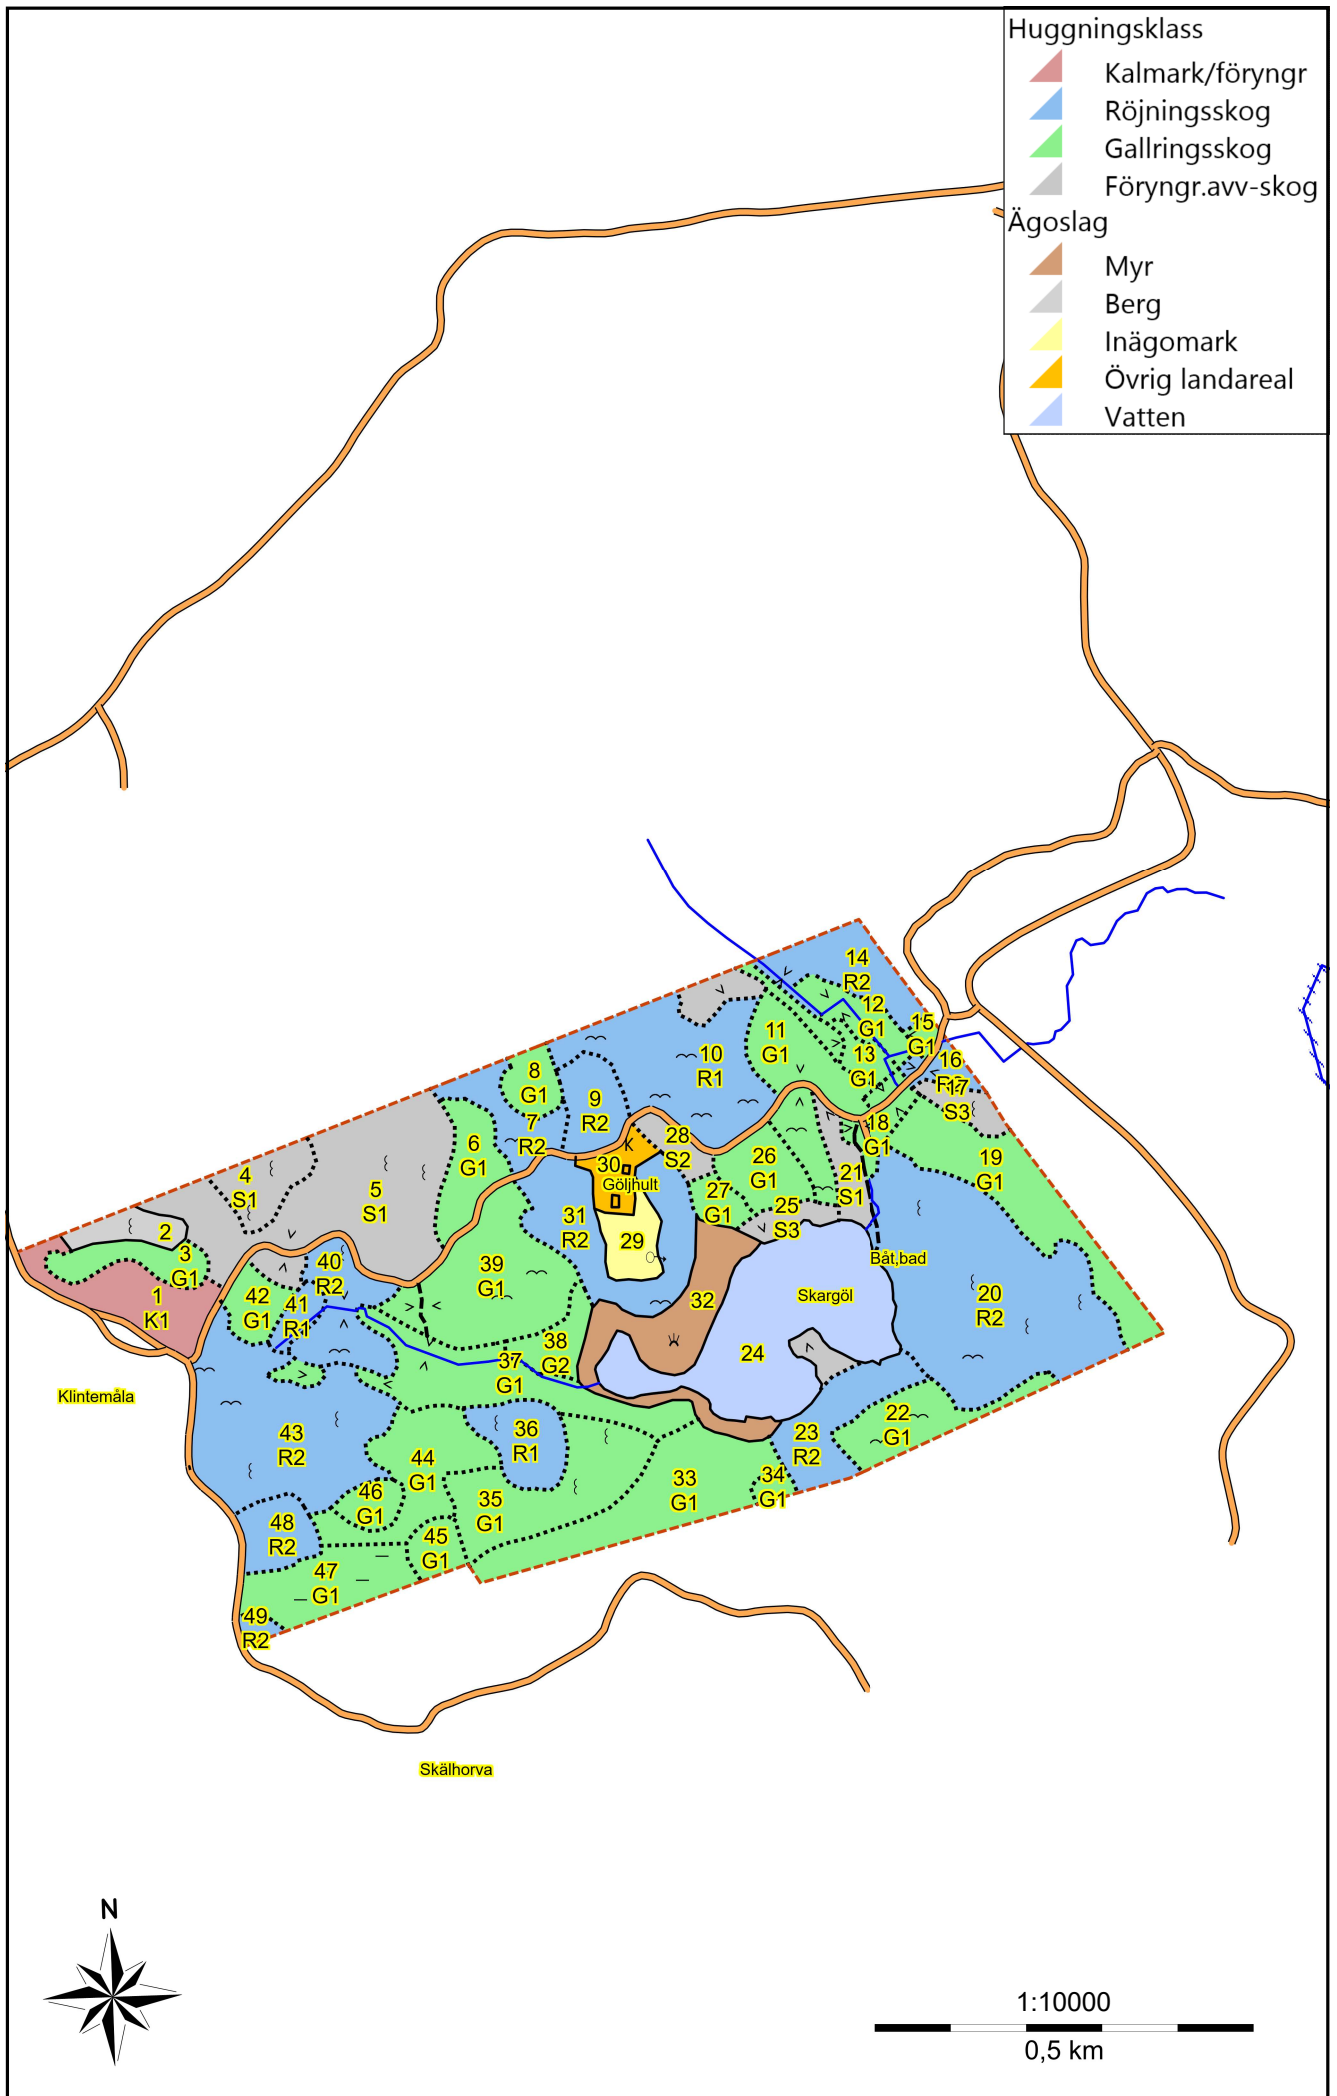 Huggningsklass
Kalmark/föryngr
Röjningsskog
Gallringsskog
Föryngr.avv-skog
Ägoslag
Myr
Berg
Inägomark
Övrig landareal
Vatten
14
R2
12
G1
15
G1
11
G1
10
R1
13
G1
16
17
S3
8
G1
9
R2
7
R2
6
G1
K
28
S2
18
G1
19
G1
26
G1
4
S1
5
S1
30
Göljhult
27
G1
21
S1
25
S3
31
R2
29
2
3
G1
Båt,bad
40
R2
39
G1
1
K1
42
G1
41
R1
32
Skargöl
20
R2
24
38
G2
37
G1
Klintemåla
43
R2
36
R1
22
G1
23
R2
44
G1
33
G1
34
G1
46
G1
35
G1
48
R2
45
G1
47
G1
49
R2
Skälhorva
N
1:10000
0,5 km